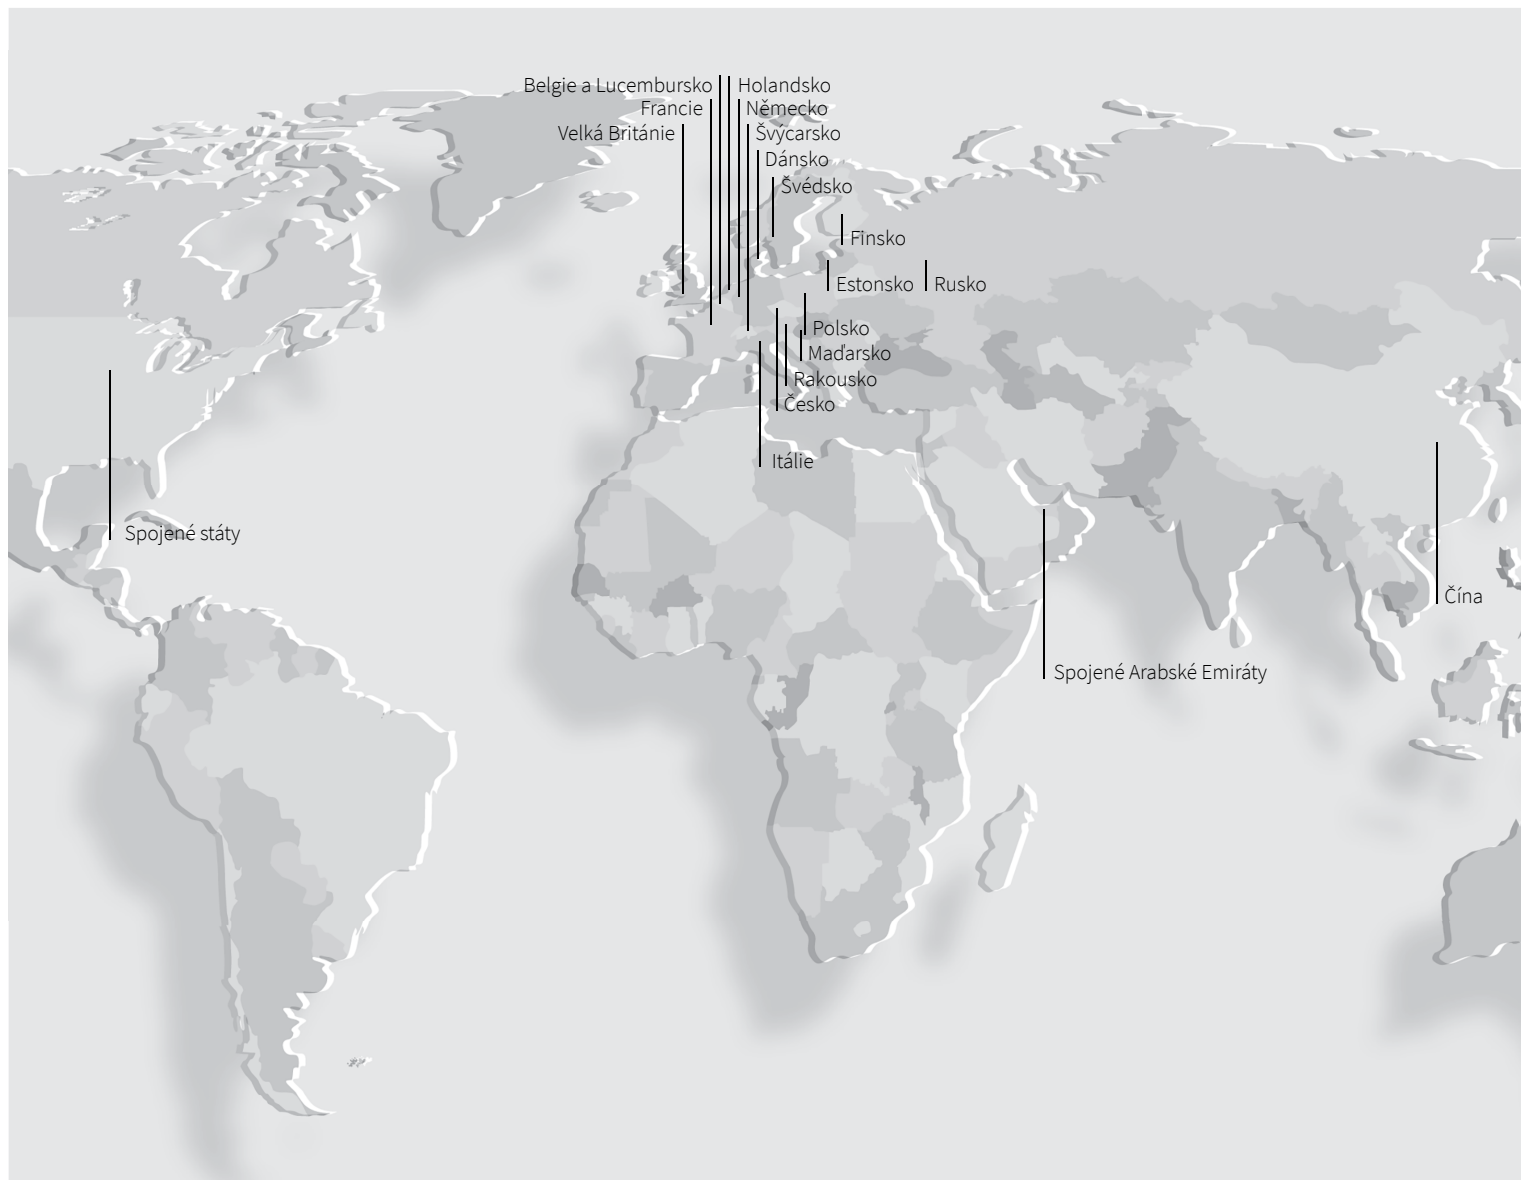 Belgie a Lucembursko
Holandsko
Francie
Německo
Velká Británie
Švýcarsko
Dánsko
Švédsko
Finsko
Estonsko
Rusko
Polsko
Maďarsko
Rakousko
Česko
Itálie
Spojené státy
Čína
Spojené Arabské Emiráty